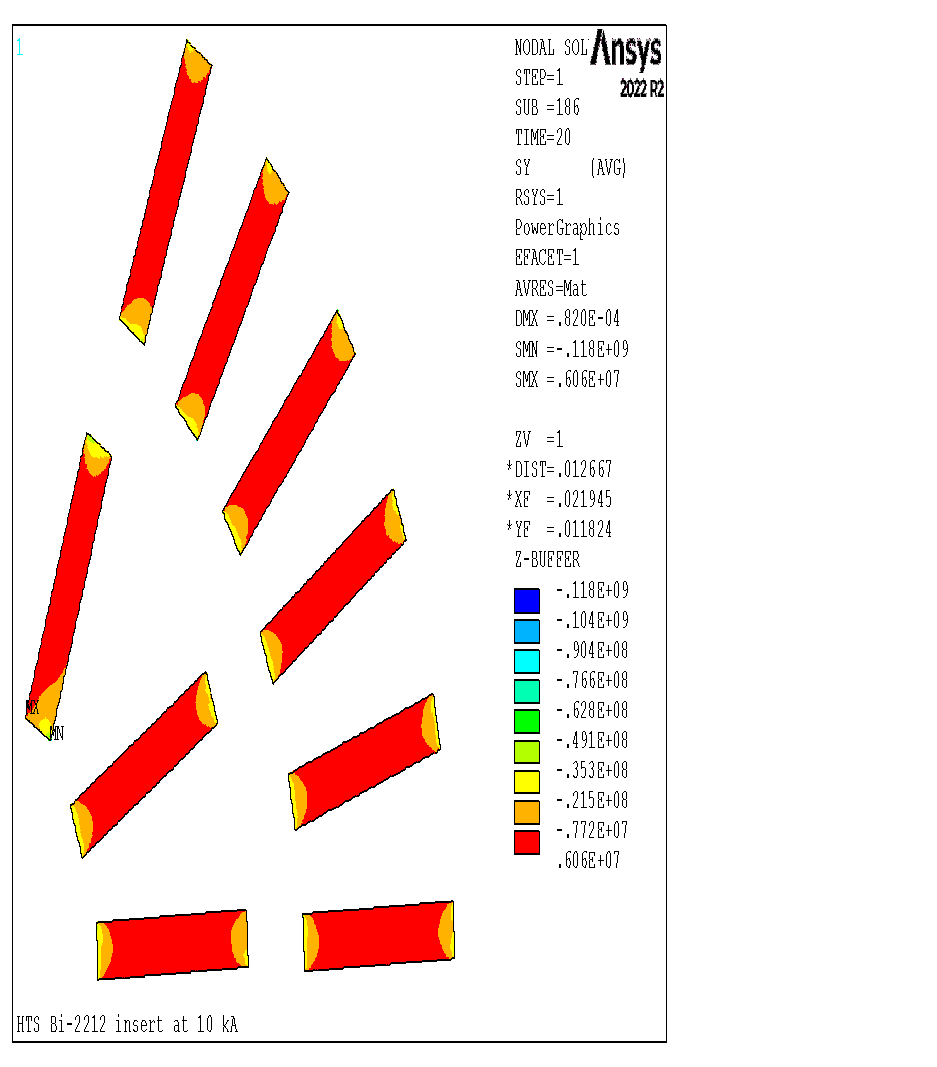 1
NODAL SOL
Ansys
2022 R2
STEP=1
SUB =186
TIME=20
SY (AVG)
RSYS=1
PowerGraphics
EFACET=1
AVRES=Mat
DMX =.820E-04
SMN =-.118E+09
SMX =.606E+07
ZV =1
*DIST=.012667
*XF =.021945
*YF =.011824
Z-BUFFER
-.118E+09
-.104E+09
-.904E+08
-.766E+08
-.628E+08
-.491E+08
-.353E+08
-.215E+08
-.772E+07
.606E+07
MX
MN
HTS Bi-2212 insert at 10 kA